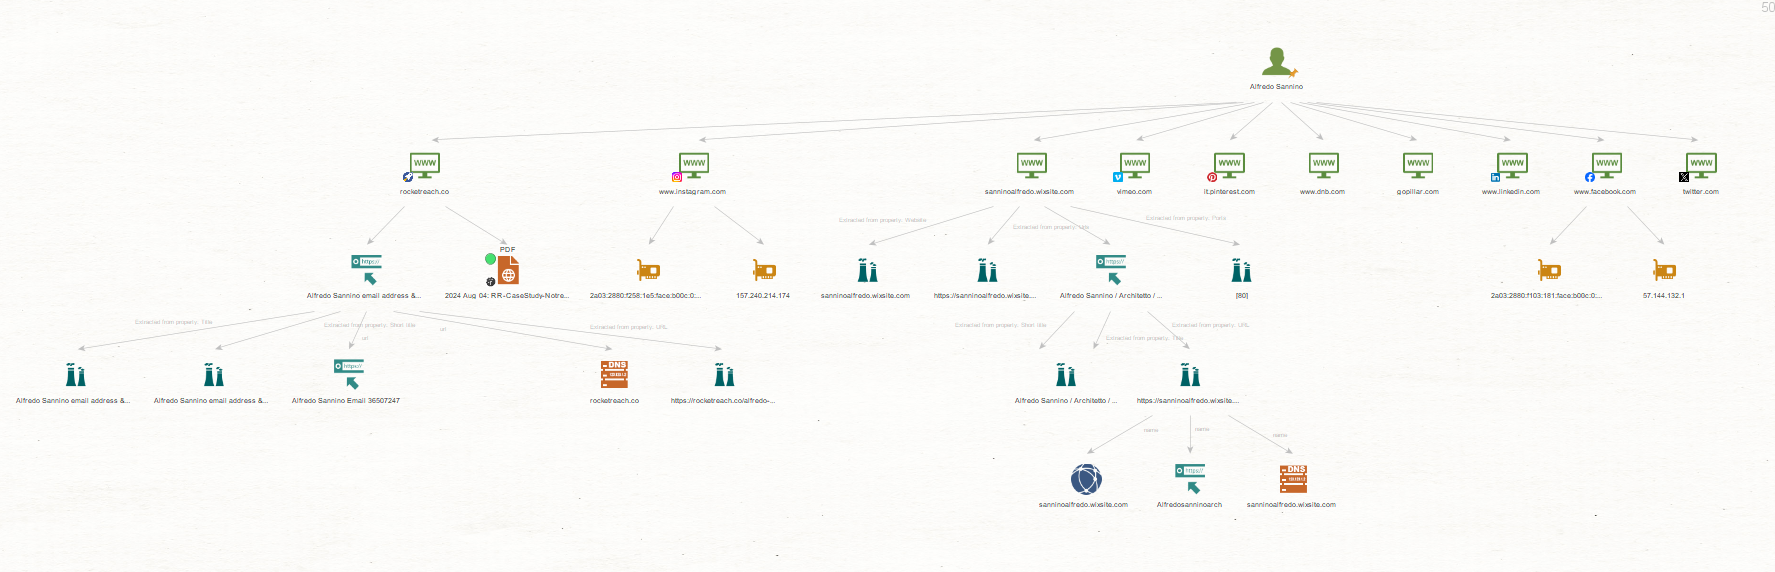 50
Alfredo Sannino
WWW
WWW
WWW
WWW
WWW
WWW
WWW
WWW
WWW
WWW
rocketreach.co
www.instagram.com
sanninoalfredo.wixsite.com
vimeo.com
it.pinterest.com
www.dnb.com
gopillar.com
www.linkedin.com
www.facebook.com
twitter.com
Extracted from property: Website
Extracted from property: Urls
Extracted from property: Ports
PDF
https://
https://
Alfredo Sannino email address &...
2024 Aug 04: RR-CaseStudy-Notre...
2a03:2880:f258:1e5:face:b00c:0:...
157.240.214.174
sanninoalfredo.wixsite.com
https://sanninoalfredo.wixsite....
Alfredo Sannino / Architetto / ...
[80]
2a03:2880:f103:181:face:b00c:0:...
57.144.132.1
Extracted from property: Title
Extracted from property: Short title
url
url
Extracted from property: URL
Extracted from property: Short title
Extracted from property: Title
Extracted from property: URL
https://
DNS
Alfredo Sannino email address &...
Alfredo Sannino email address &...
Alfredo Sannino Email 36507247
rocketreach.co
https://rocketreach.co/alfredo-...
Alfredo Sannino / Architetto / ...
https://sanninoalfredo.wixsite....
name
name
name
https://
DNS
sanninoalfredo.wixsite.com
Alfredosanninoarch
sanninoalfredo.wixsite.com